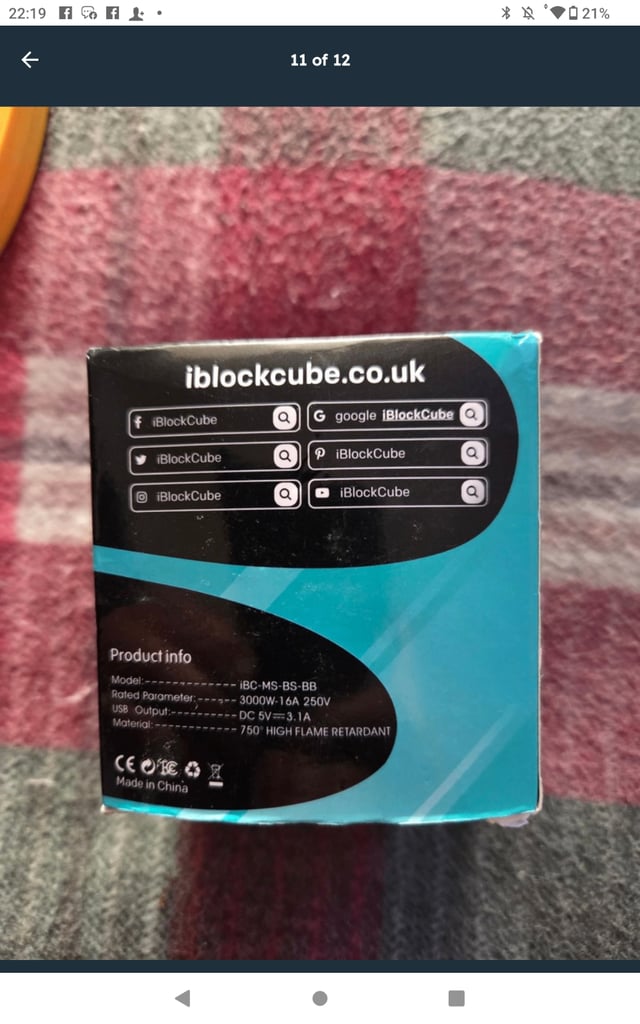 22:19
21%
11 of 12
iblockcube.co.uk
iBlockCube
google iBlockCube
iBlockCube
iBlockCube
iBlockCube
iBlockCube
Product info
Model:-------------- iBC-MS-BS-BB
Rated Parameter:------ 3000W-16A 250V
USB Output:---------- DC 5V⎓3.1A
Material:------------- 750° HIGH FLAME RETARDANT
CE FC
Made in China